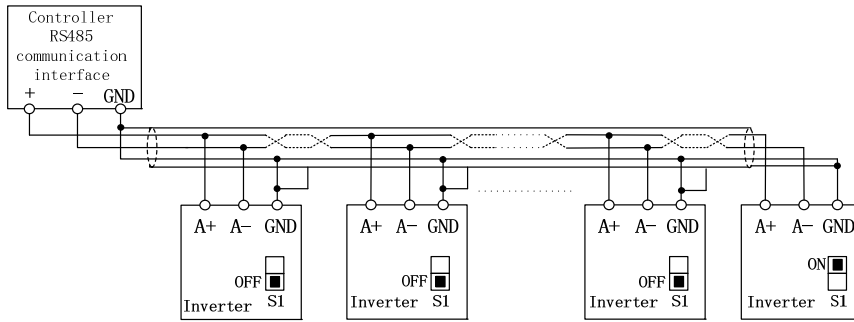 Controller
RS485
communication
interface
+ − GND
A+ A- GND
OFF
Inverter S1
A+ A- GND
OFF
Inverter S1
A+ A- GND
OFF
Inverter S1
A+ A- GND
ON
Inverter S1